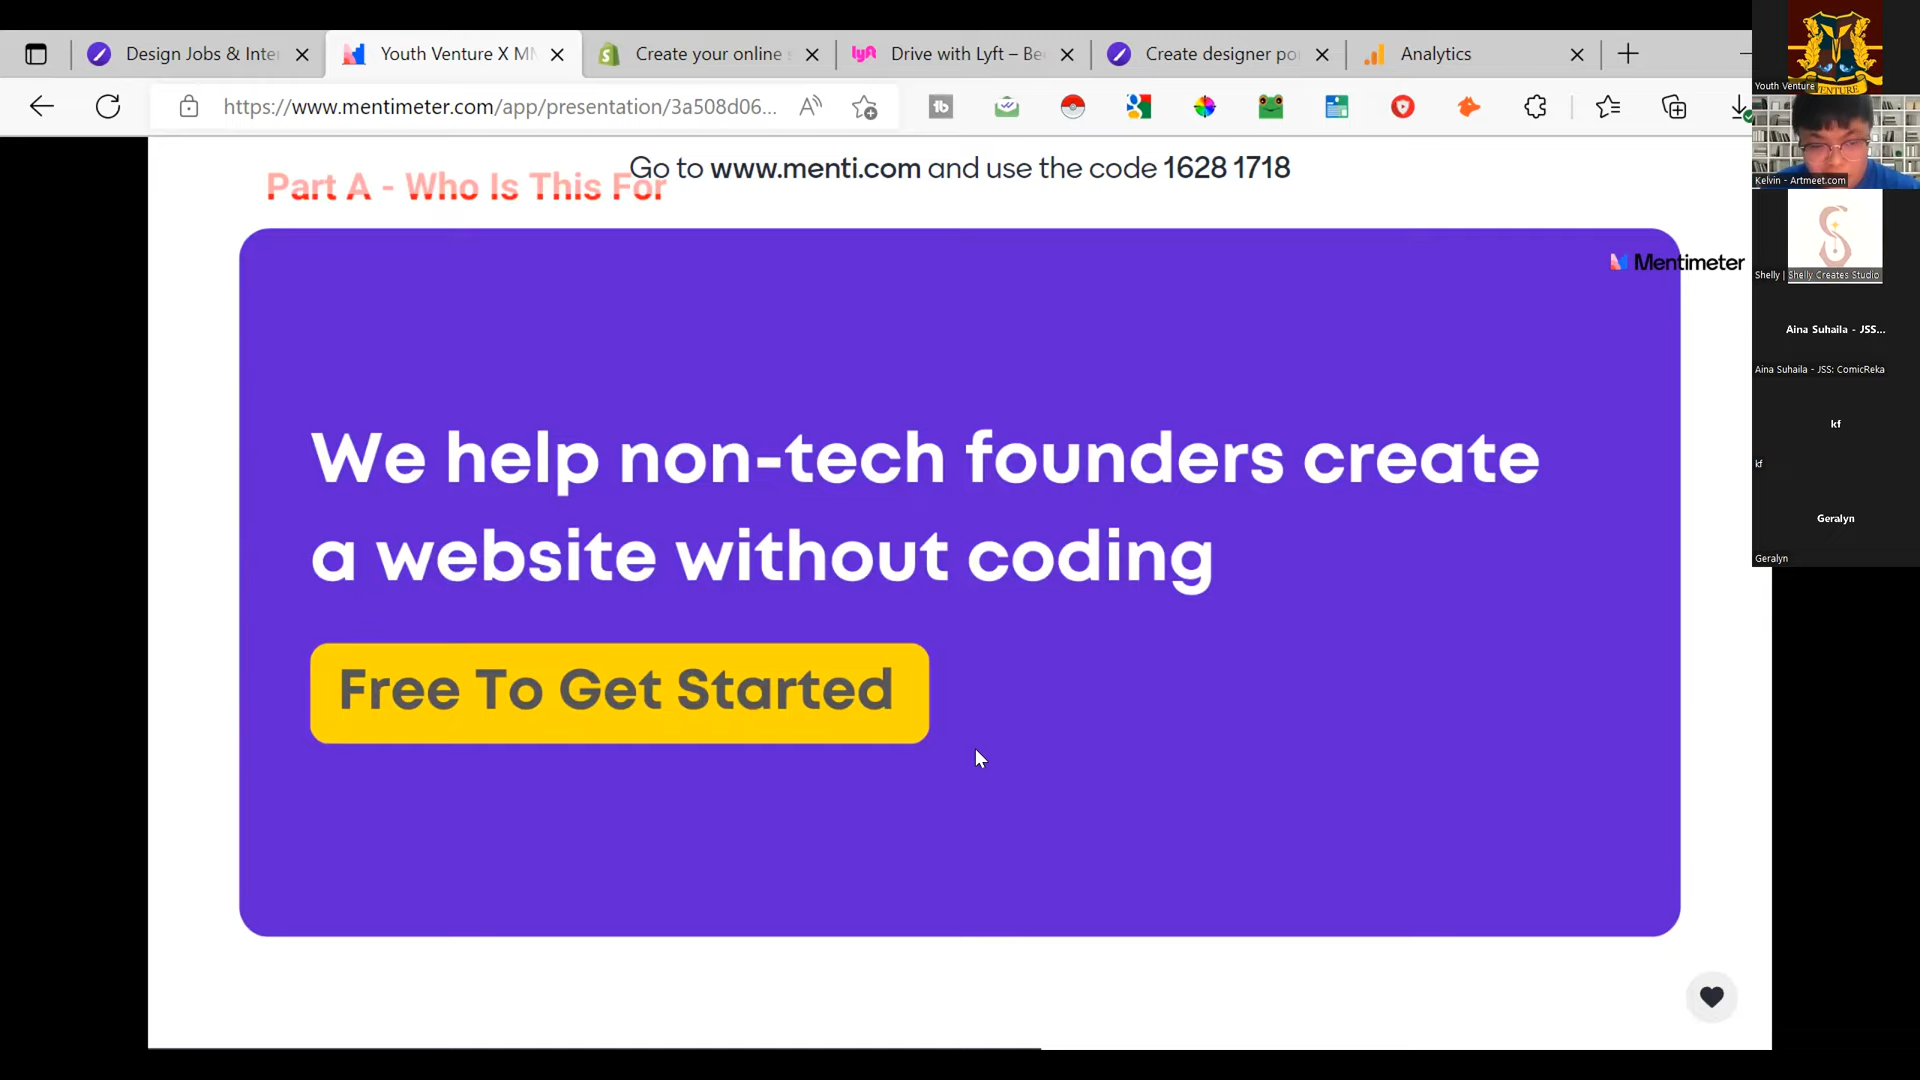 Design Jobs & Inte
Youth Venture X MM
Create your online s
Drive with Lyft – Be
Create designer po
Analytics
https://www.mentimeter.com/app/presentation/3a508d06...
Go to www.menti.com and use the code 1628 1718
Part A - Who Is This For
Mentimeter
We help non-tech founders create
a website without coding
Free To Get Started
Youth Venture
VENTURE
Kelvin - Artmeet.com
Shelly | Shelly Creates Studio
Aina Suhaila - JSS...
Aina Suhaila - JSS: ComicReka
kf
kf
Geralyn
Geralyn